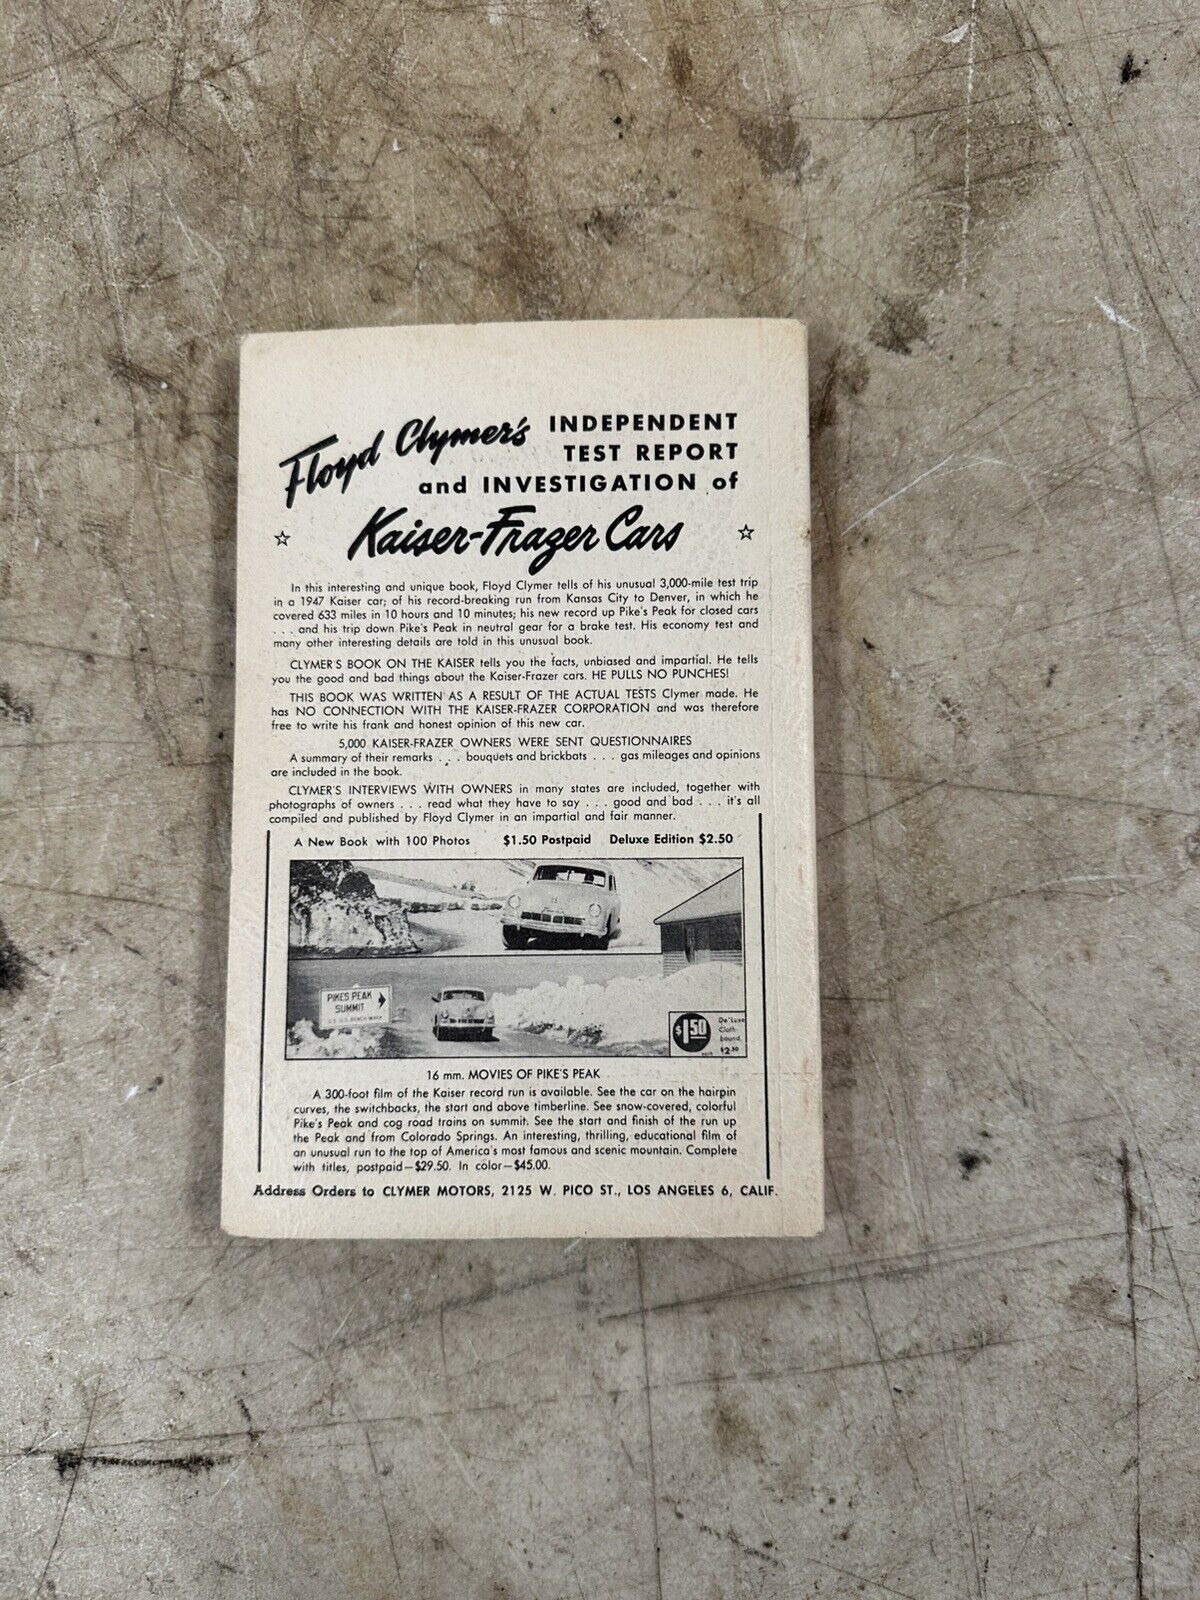 Floyd Clymer's INDEPENDENT
TEST REPORT
and INVESTIGATION of
☆ Kaiser-Frazer Cars ☆
In this interesting and unique book, Floyd Clymer tells of his unusual 3,000-mile test trip
in a 1947 Kaiser car; of his record-breaking run from Kansas City to Denver, in which he
covered 633 miles in 10 hours and 10 minutes; his new record up Pike's Peak for closed cars
. . . and his trip down Pike's Peak in neutral gear for a brake test. His economy test and
many other interesting details are told in this unusual book.
CLYMER'S BOOK ON THE KAISER tells you the facts, unbiased and impartial. He tells
you the good and bad things about the Kaiser-Frazer cars. HE PULLS NO PUNCHES!
THIS BOOK WAS WRITTEN AS A RESULT OF THE ACTUAL TESTS Clymer made. He
has NO CONNECTION WITH THE KAISER-FRAZER CORPORATION and was therefore
free to write his frank and honest opinion of this new car.
5,000 KAISER-FRAZER OWNERS WERE SENT QUESTIONNAIRES
A summary of their remarks . . . bouquets and brickbats . . . gas mileages and opinions
are included in the book.
CLYMER'S INTERVIEWS WITH OWNERS in many states are included, together with
photographs of owners . . . read what they have to say . . . good and bad . . . it's all
compiled and published by Floyd Clymer in an impartial and fair manner.
A New Book with 100 Photos $1.50 Postpaid Deluxe Edition $2.50
PIKES PEAK
SUMMIT
$1.50
each
De'Luxe
Cloth
bound.
$2.50
16 mm. MOVIES OF PIKE'S PEAK
A 300-foot film of the Kaiser record run is available. See the car on the hairpin
curves, the switchbacks, the start and above timberline. See snow-covered, colorful
Pike's Peak and cog road trains on summit. See the start and finish of the run up
the Peak and from Colorado Springs. An interesting, thrilling, educational film of
an unusual run to the top of America's most famous and scenic mountain. Complete
with titles, postpaid—$29.50. In color—$45.00.
Address Orders to CLYMER MOTORS, 2125 W. PICO ST., LOS ANGELES 6, CALIF.